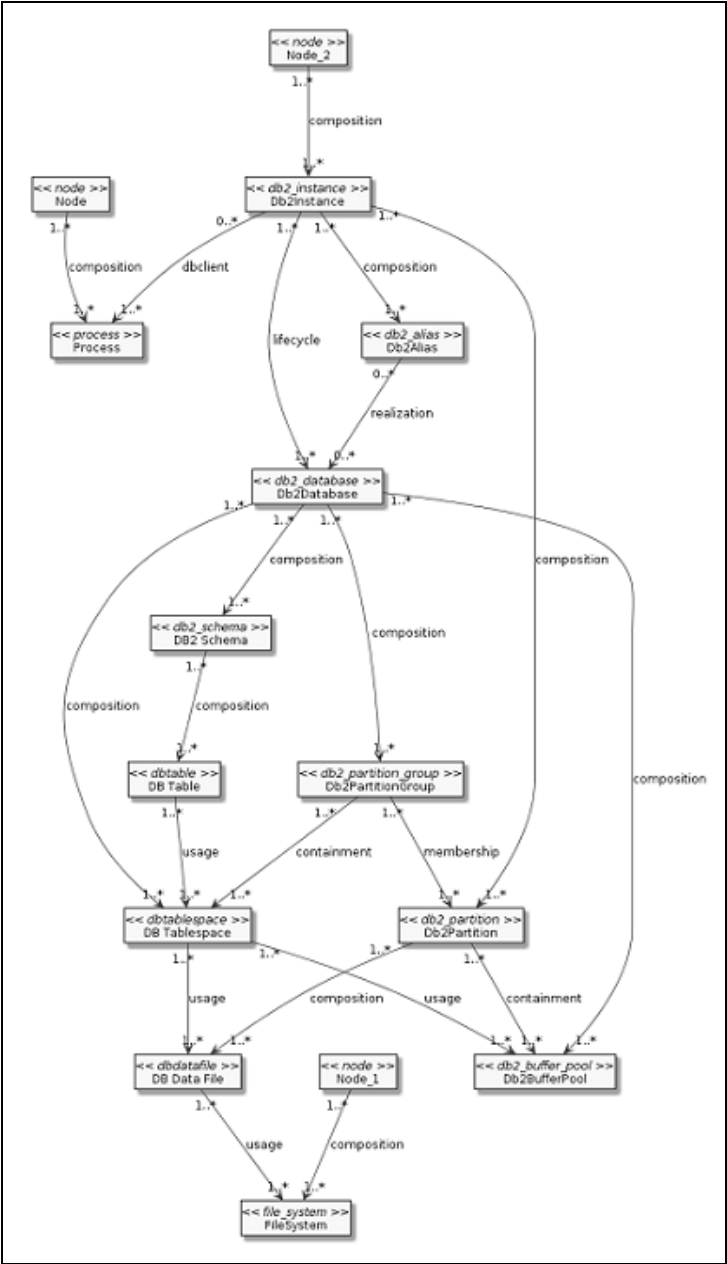 << node >>
Node_2
1..*
composition
1..*
<< node >>
Node
<< db2_instance >>
Db2Instance
1..*
0..*
1..*
1..*
1..*
composition
dbclient
composition
1..*
1..*
1..*
<< process >>
Process
lifecycle
<< db2_alias >>
Db2Alias
0..*
realization
1..*
0..*
<< db2_database >>
Db2Database
1..*
1..*
1..*
1..*
composition
composition
1..*
<< db2_schema >>
DB2 Schema
composition
1..*
composition
composition
1..*
1..*
<< dbtable >>
DB Table
<< db2_partition_group >>
Db2PartitionGroup
composition
1..*
1..*
1..*
usage
containment
membership
1..*
1..*
1..*
1..*
1..*
<< dbtablespace >>
DB Tablespace
<< db2_partition >>
Db2Partition
1..*
1..*
1..*
1..*
usage
composition
usage
containment
1..*
1..*
1..*
1..*
1..*
<< dbdatafile >>
DB Data File
<< node >>
Node_1
<< db2_buffer_pool >>
Db2BufferPool
1..*
1..*
usage
composition
1..*
1..*
<< file_system >>
FileSystem